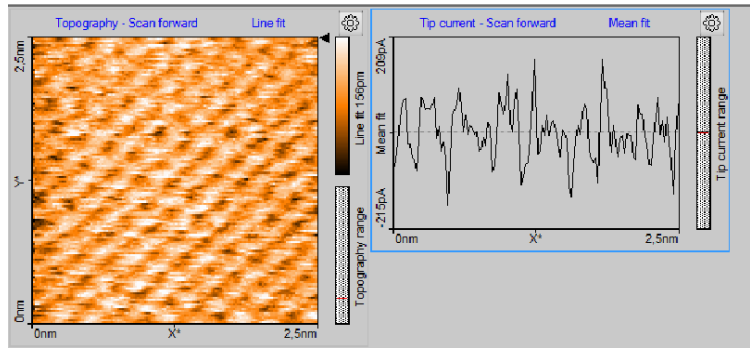 Topography - Scan forward Line fit
2,5nm
Y*
0nm
0nm X* 2,5nm
Line fit 156pm
Topography range
Tip current - Scan forward Mean fit
209pA
Mean fit
-215pA
0nm X* 2,5nm
Tip current range